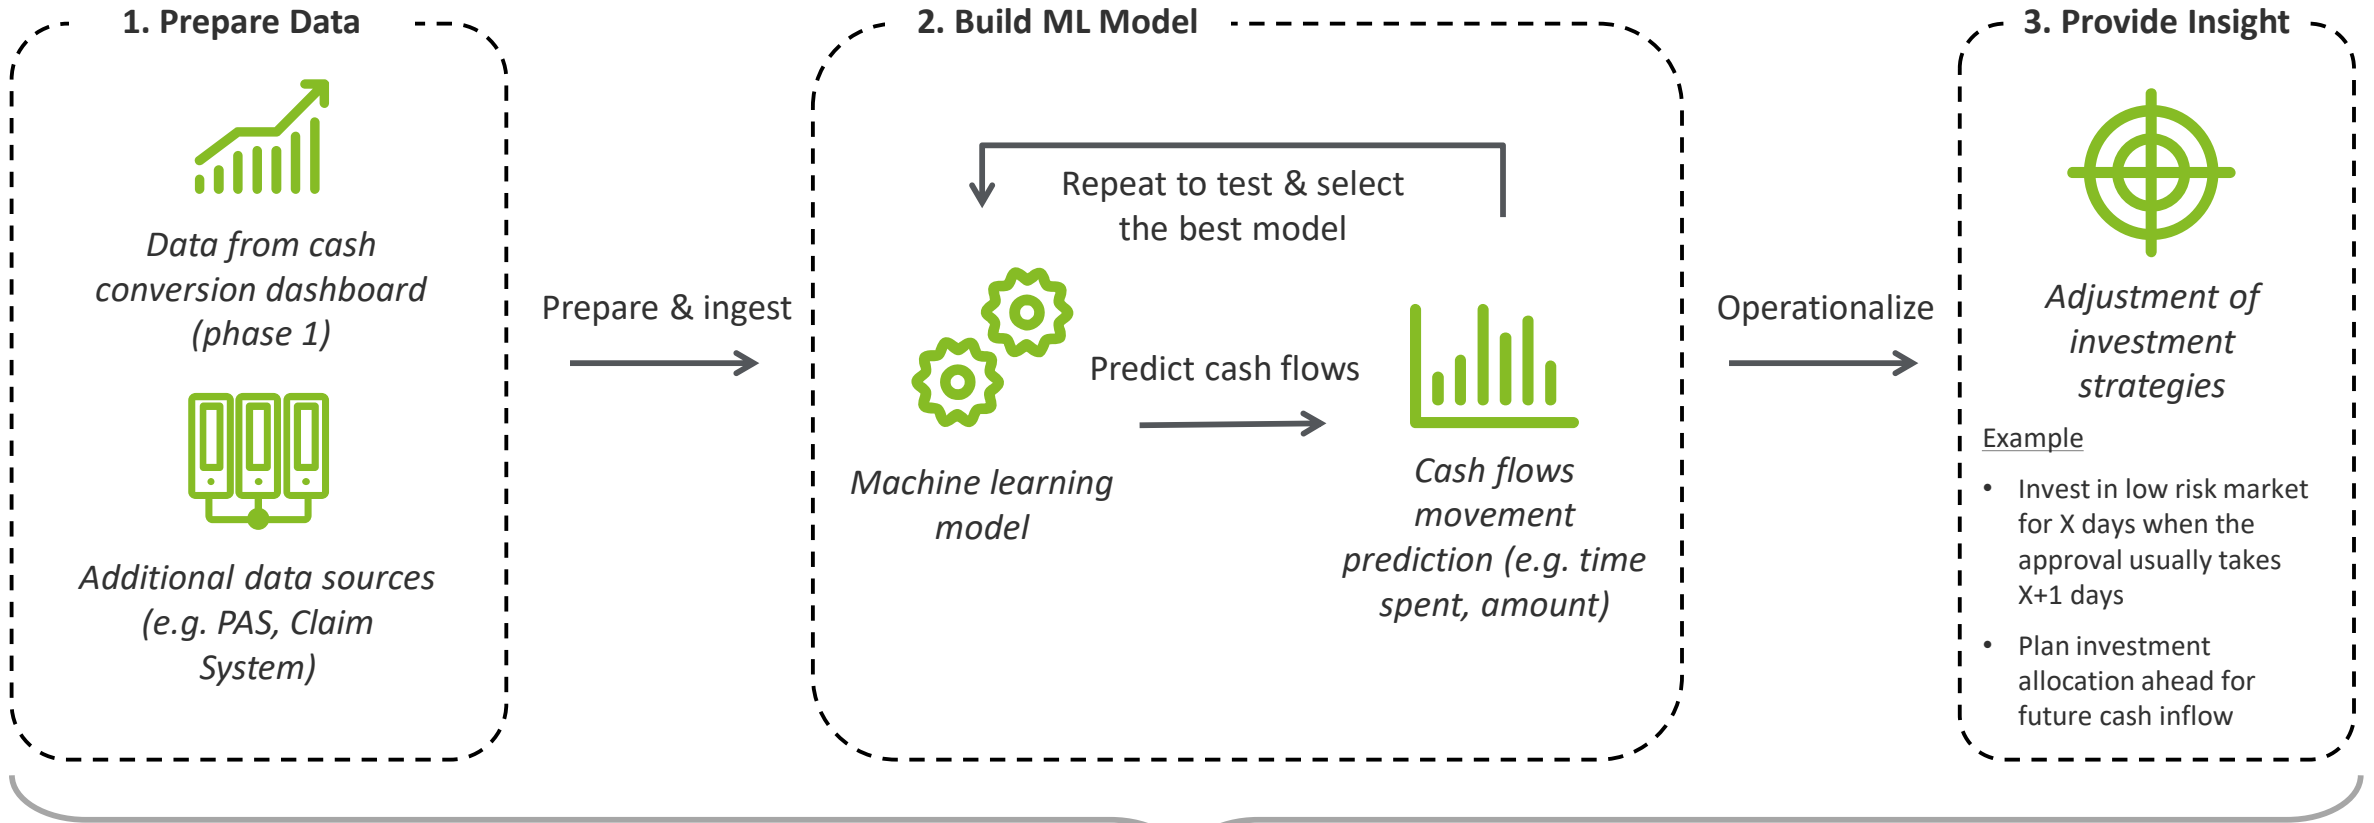 1. Prepare Data
Data from cash
conversion dashboard
(phase 1)
Additional data sources
(e.g. PAS, Claim
System)
Prepare & ingest
2. Build ML Model
Repeat to test & select
the best model
Predict cash flows
Machine learning
model
Cash flows
movement
prediction (e.g. time
spent, amount)
Operationalize
3. Provide Insight
Adjustment of
investment
strategies
Example
• Invest in low risk market
for X days when the
approval usually takes
X+1 days
• Plan investment
allocation ahead for
future cash inflow